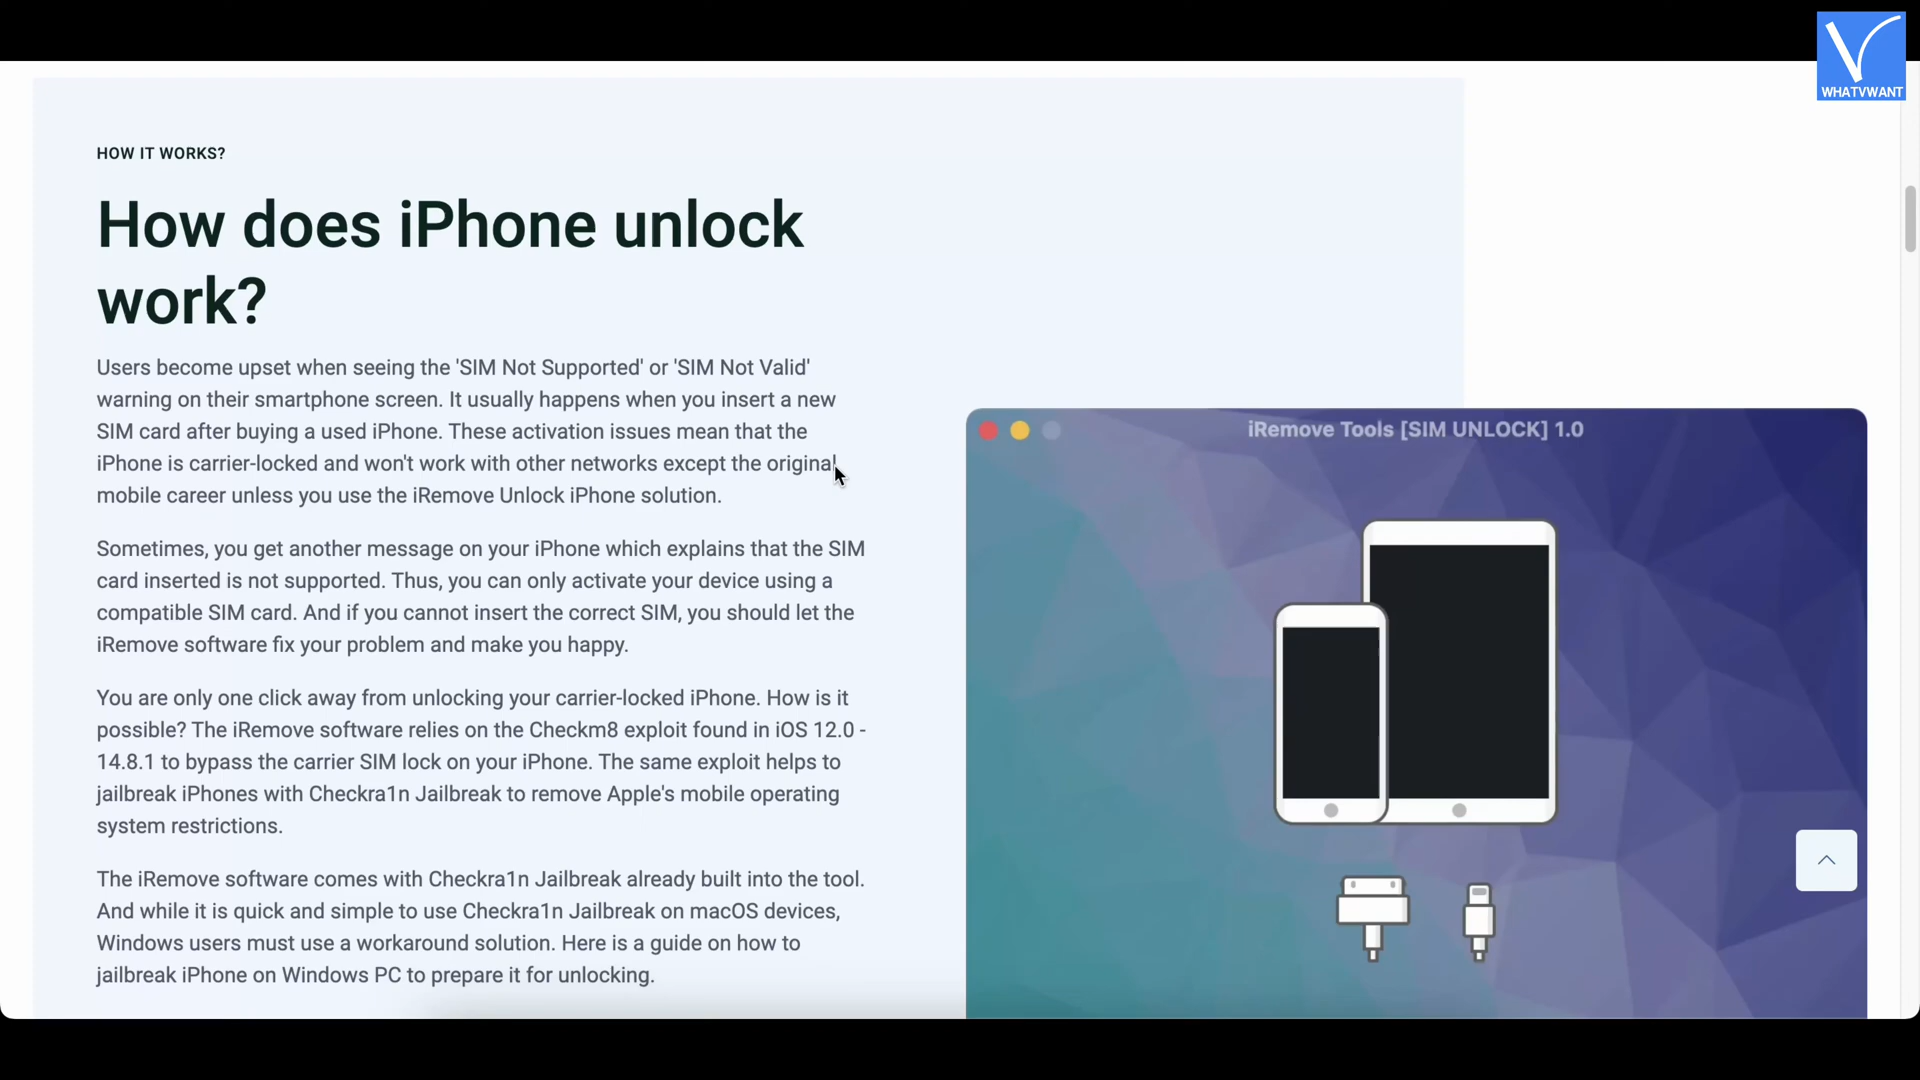 WHATVWANT
HOW IT WORKS?
How does iPhone unlock
work?
Users become upset when seeing the 'SIM Not Supported' or 'SIM Not Valid'
warning on their smartphone screen. It usually happens when you insert a new
SIM card after buying a used iPhone. These activation issues mean that the
iPhone is carrier-locked and won't work with other networks except the original
mobile career unless you use the iRemove Unlock iPhone solution.
Sometimes, you get another message on your iPhone which explains that the SIM
card inserted is not supported. Thus, you can only activate your device using a
compatible SIM card. And if you cannot insert the correct SIM, you should let the
iRemove software fix your problem and make you happy.
You are only one click away from unlocking your carrier-locked iPhone. How is it
possible? The iRemove software relies on the Checkm8 exploit found in iOS 12.0 -
14.8.1 to bypass the carrier SIM lock on your iPhone. The same exploit helps to
jailbreak iPhones with Checkra1n Jailbreak to remove Apple's mobile operating
system restrictions.
The iRemove software comes with Checkra1n Jailbreak already built into the tool.
And while it is quick and simple to use Checkra1n Jailbreak on macOS devices,
Windows users must use a workaround solution. Here is a guide on how to
jailbreak iPhone on Windows PC to prepare it for unlocking.
iRemove Tools [SIM UNLOCK] 1.0